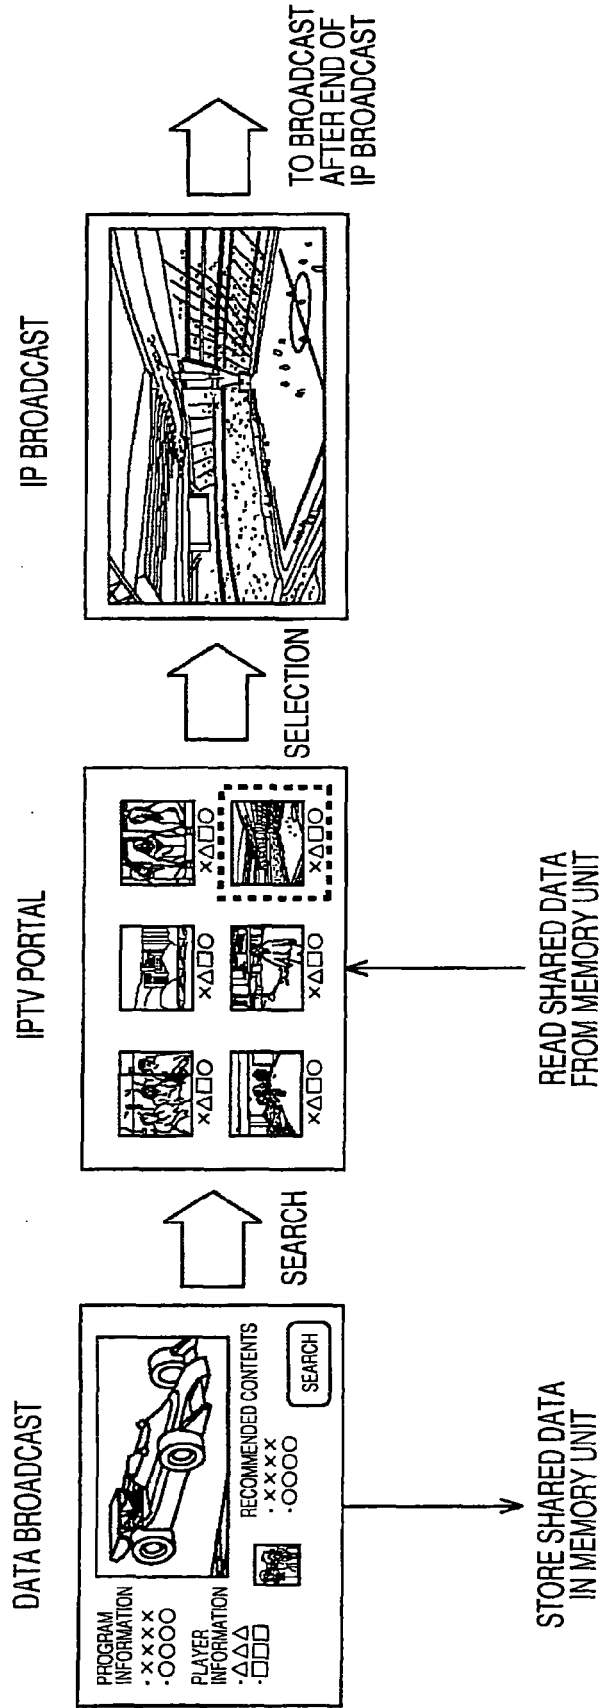 DATA BROADCAST
PROGRAM
INFORMATION
· × × × ×
· ○○○○
PLAYER
INFORMATION
· △△△
· □□□
RECOMMENDED CONTENTS
· × × × ×
· ○○○○
SEARCH
STORE SHARED DATA
IN MEMORY UNIT
SEARCH
IPTV PORTAL
×△□○
×△□○
×△□○
×△□○
×△□○
×△□○
READ SHARED DATA
FROM MEMORY UNIT
SELECTION
IP BROADCAST
TO BROADCAST
AFTER END OF
IP BROADCAST